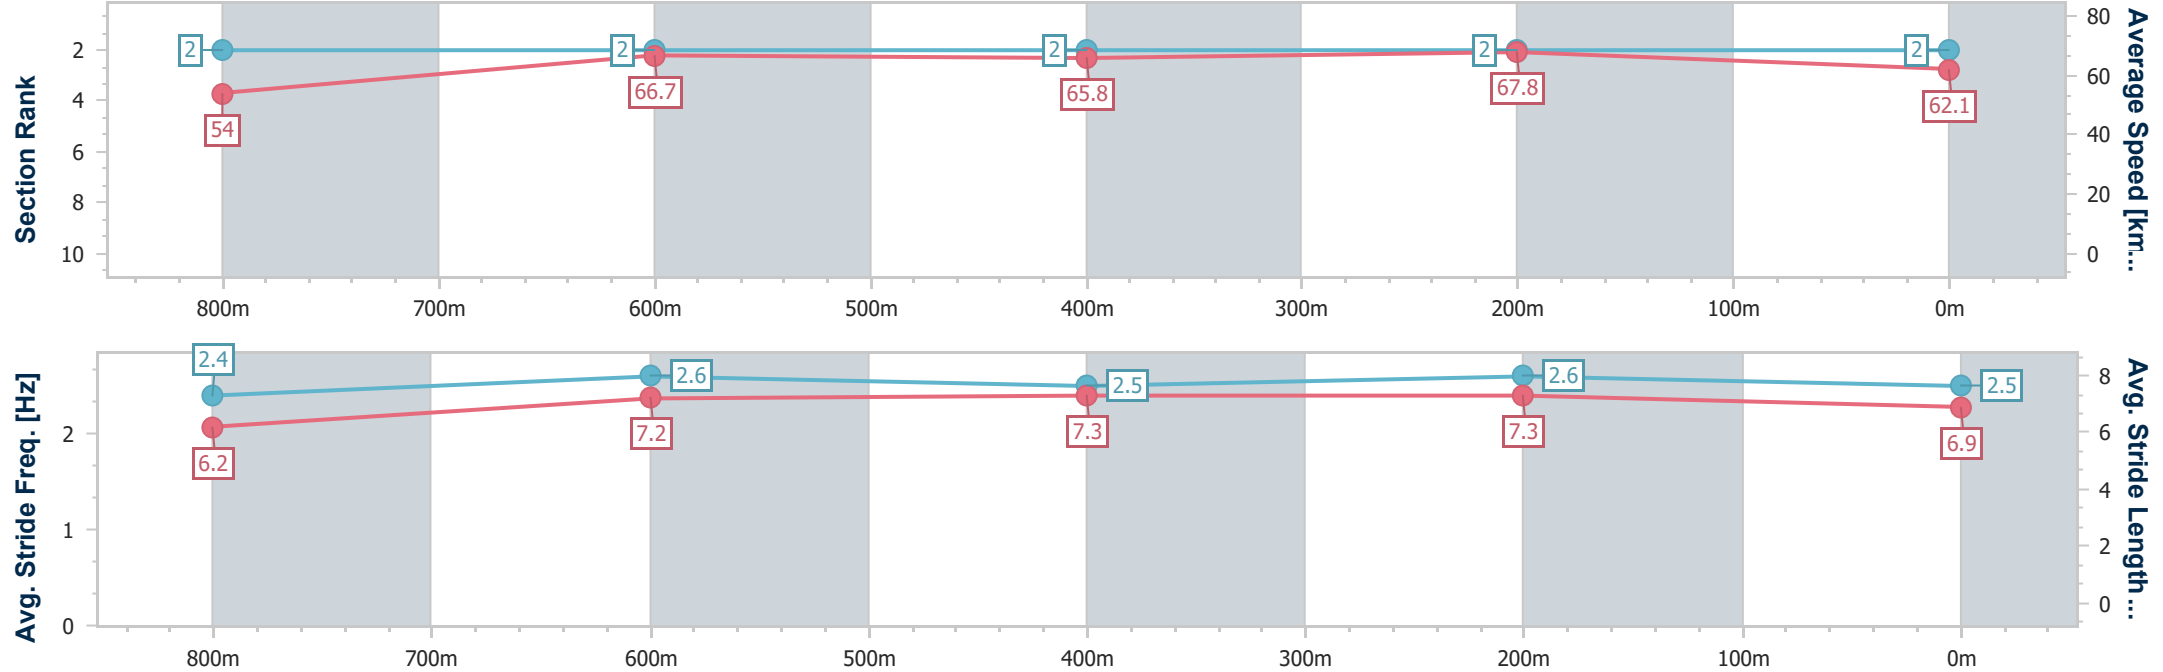 Section Rank
2
4
6
8
10
2
2
2
2
2
54
66.7
65.8
67.8
62.1
80
60
40
20
0
Average Speed [km...
800m
700m
600m
500m
400m
300m
200m
100m
0m
Avg. Stride Freq. [Hz]
2
1
0
2.4
2.6
2.5
2.6
2.5
6.2
7.2
7.3
7.3
6.9
8
6
4
2
0
Avg. Stride Length ...
800m
700m
600m
500m
400m
300m
200m
100m
0m